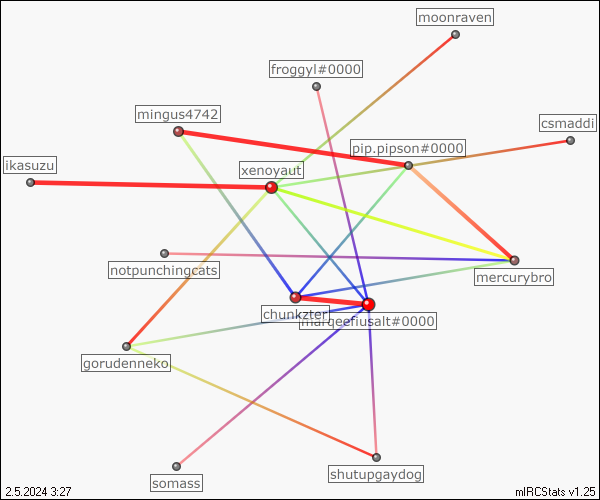 moonraven
froggyl#0000
mingus4742
csmaddi
pip.pipson#0000
ikasuzu
xenoyaut
notpunchingcats
mercurybro
chunkzter
marqeefiusalt#0000
gorudenneko
shutupgaydog
somass
2.5.2024 3:27
mIRCStats v1.25